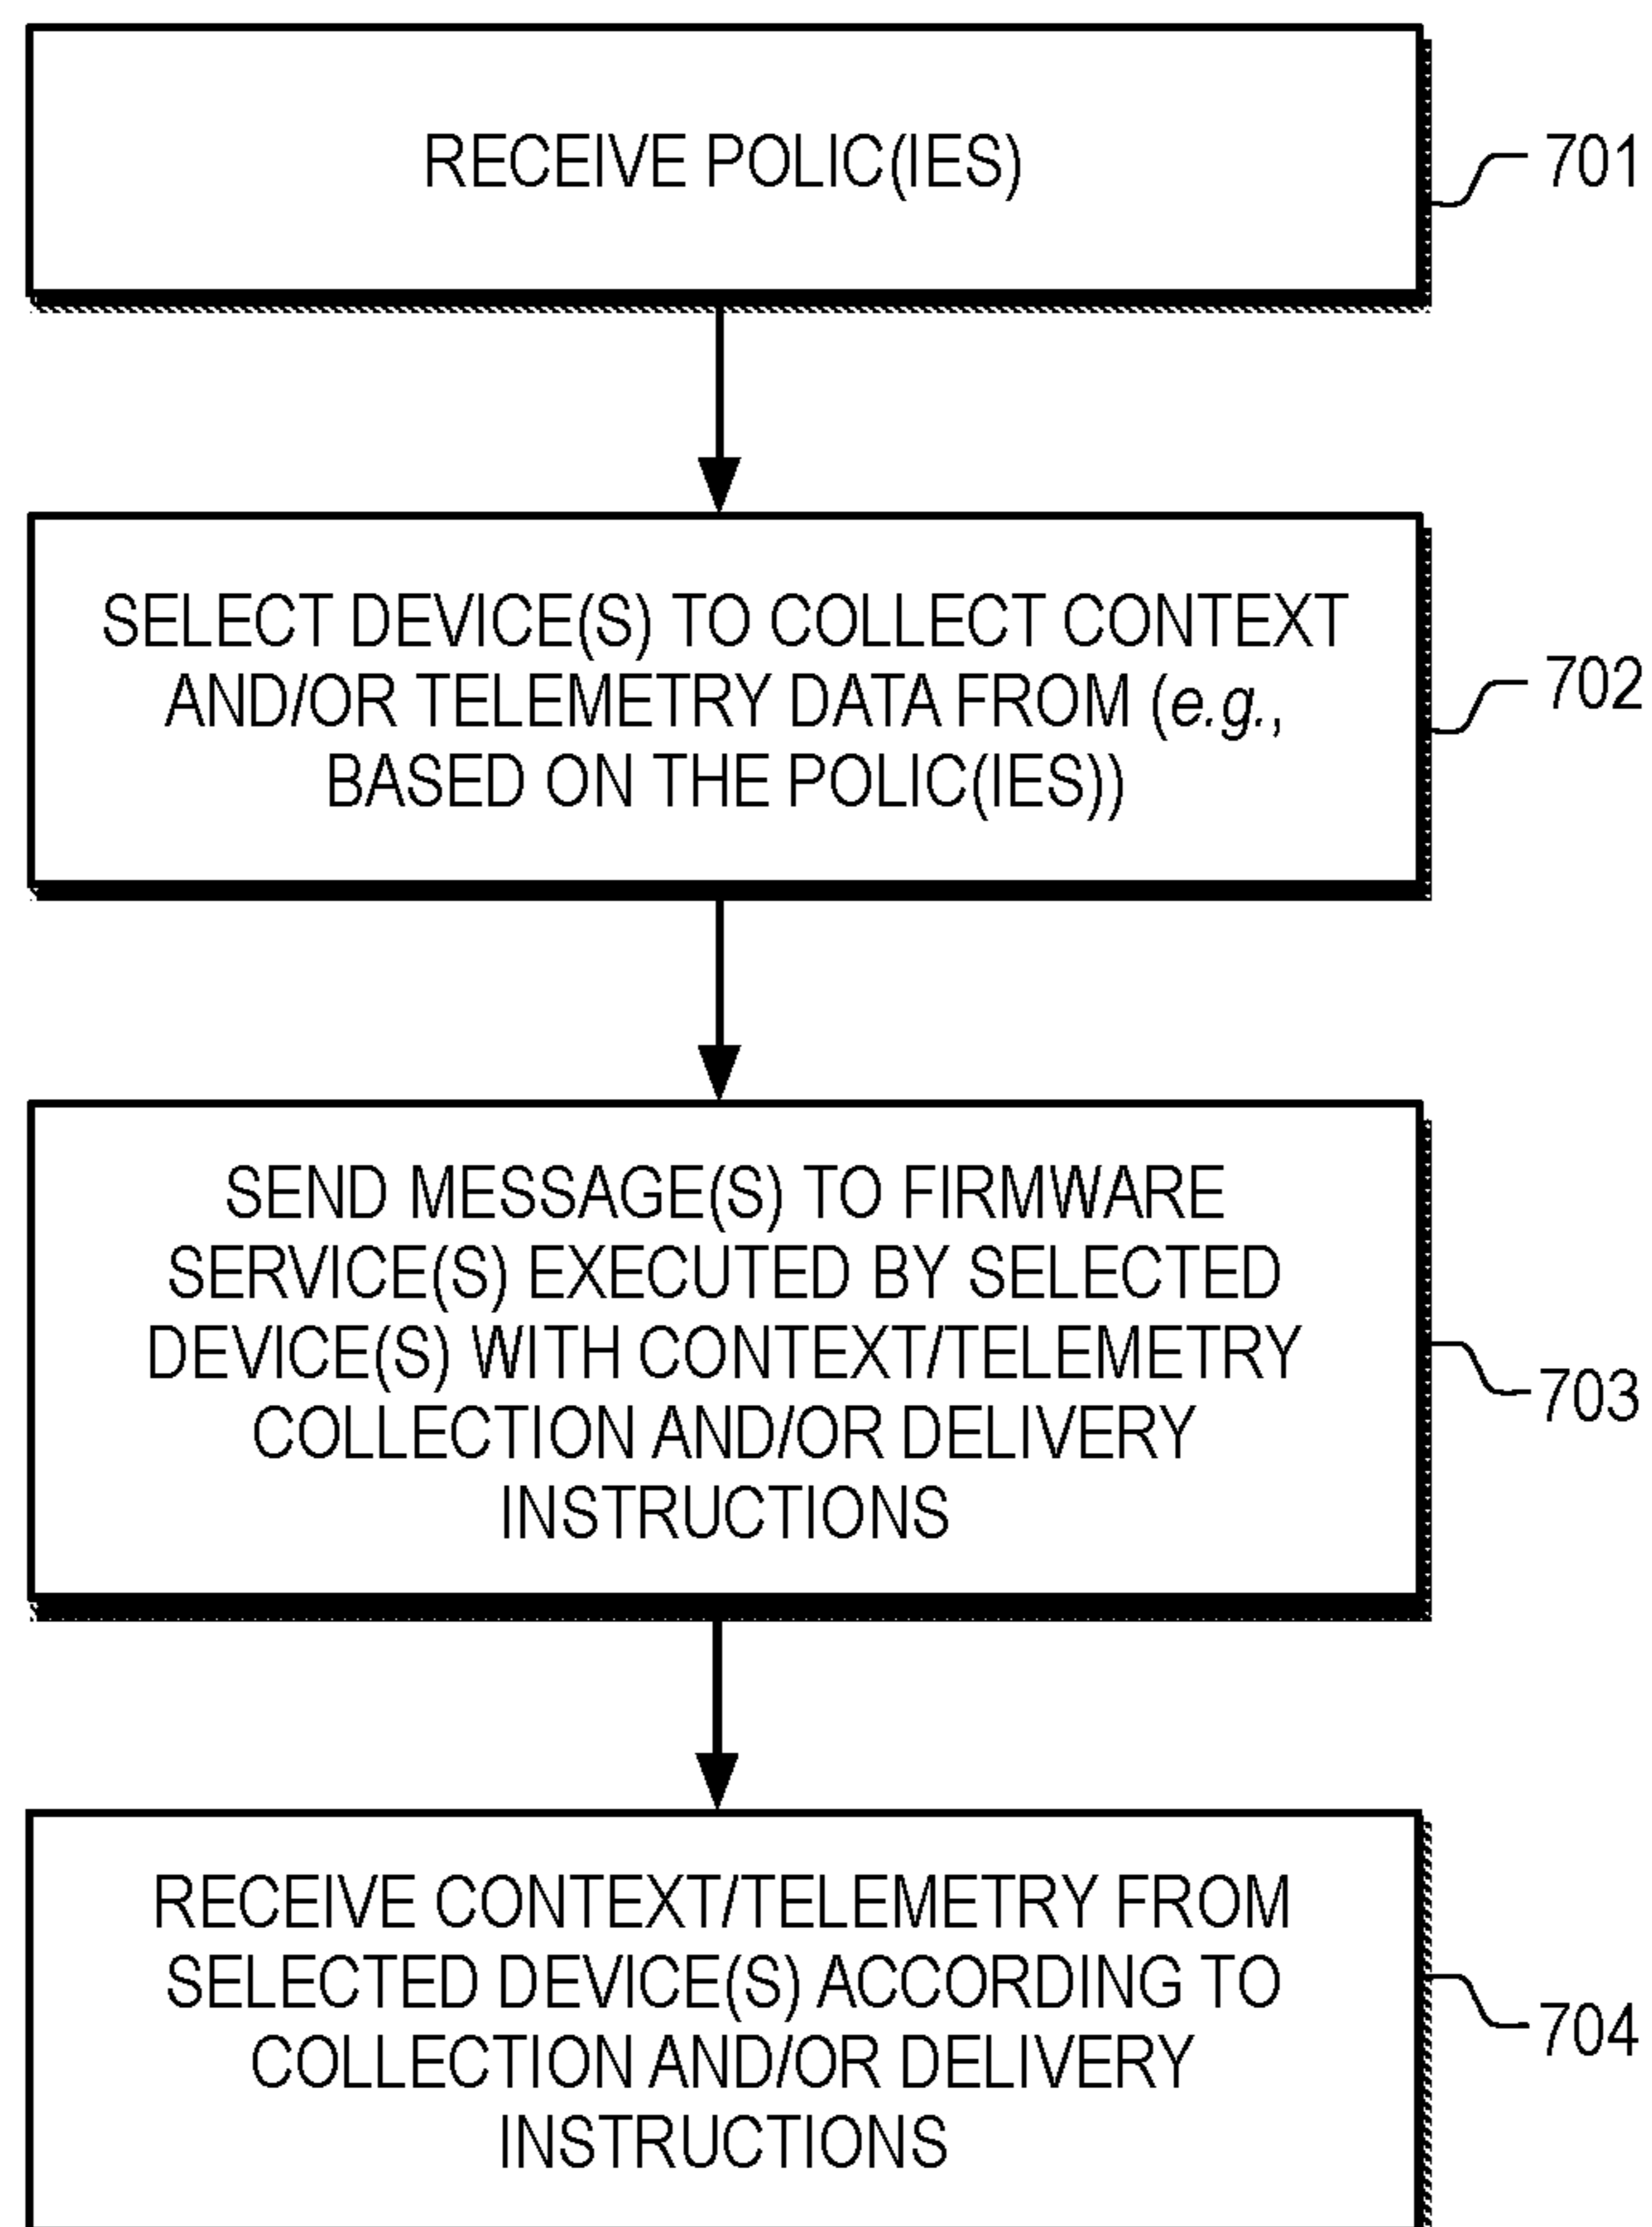 RECEIVE POLIC(IES)
701
SELECT DEVICE(S) TO COLLECT CONTEXT
AND/OR TELEMETRY DATA FROM (e.g.,
BASED ON THE POLIC(IES))
702
SEND MESSAGE(S) TO FIRMWARE
SERVICE(S) EXECUTED BY SELECTED
DEVICE(S) WITH CONTEXT/TELEMETRY
COLLECTION AND/OR DELIVERY
INSTRUCTIONS
703
RECEIVE CONTEXT/TELEMETRY FROM
SELECTED DEVICE(S) ACCORDING TO
COLLECTION AND/OR DELIVERY
INSTRUCTIONS
704